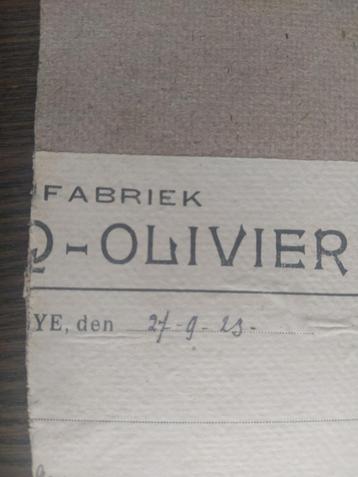 FABRIEK
Q-OLIVIER
YE, den 27-9-23-